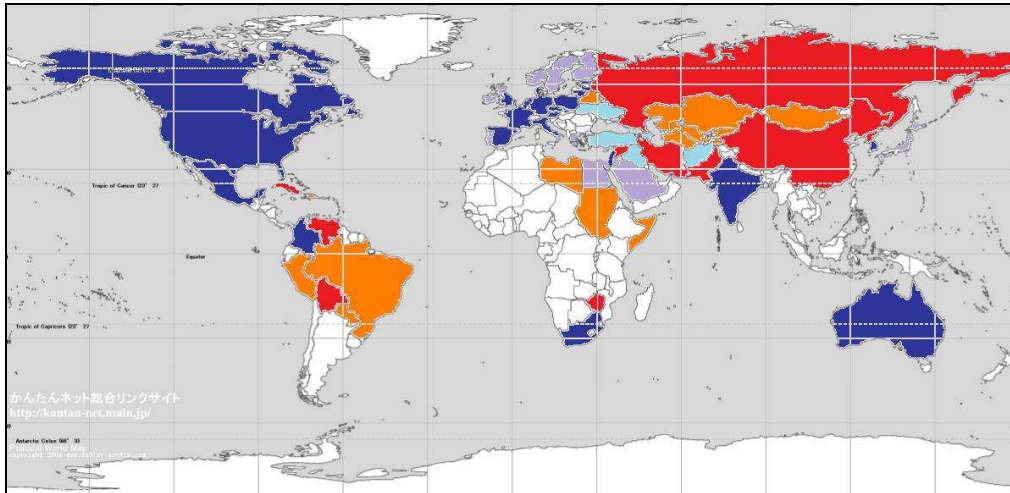 Tropic of Cancer (23° 27
Equator
Tropic of Capricorn (23° 27
かんたんネット総合リンクサイト
http://kantan-net.main.jp/
Antarctic Circle (66° 33
Political World Map